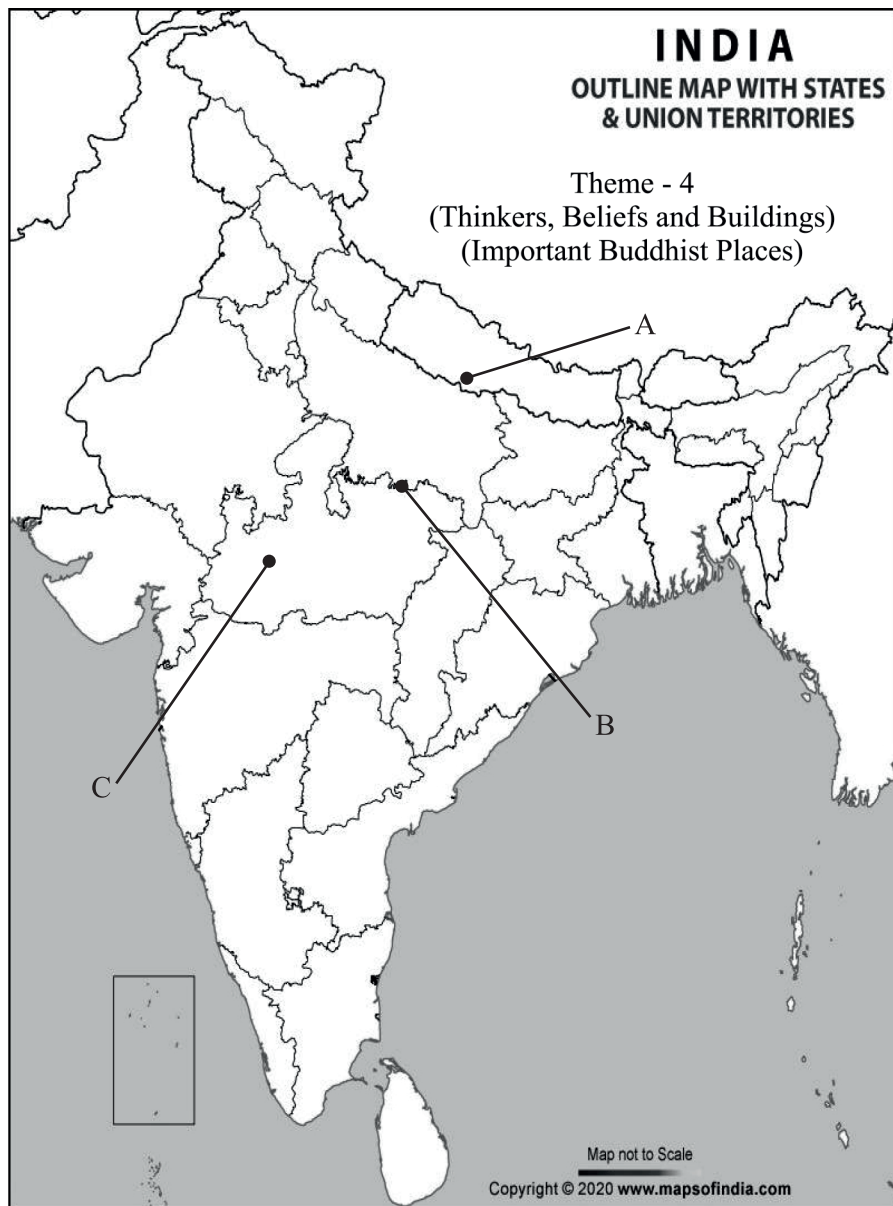 INDIA
OUTLINE MAP WITH STATES
& UNION TERRITORIES
Theme - 4
(Thinkers, Beliefs and Buildings)
(Important Buddhist Places)
A
B
C
Map not to Scale
Copyright © 2020 www.mapsofindia.com